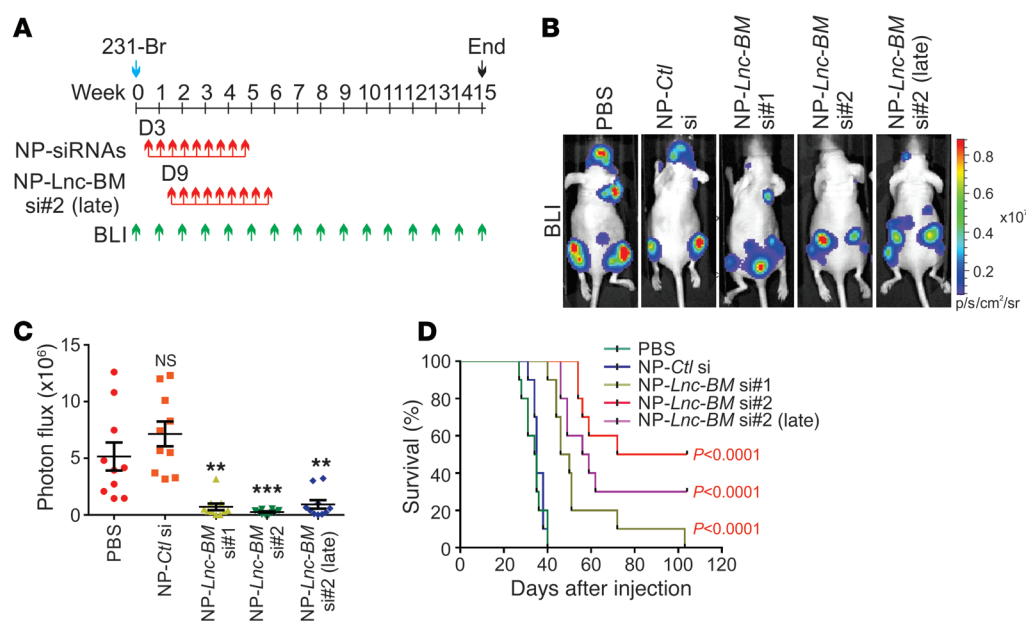 A
231-Br
End
Week 0 1 2 3 4 5 6 7 8 9 10 11 12 13 14 15
D3
NP-siRNAs
NP-Lnc-BM
si#2 (late)
D9
BLI
B
PBS
NP-Ctl
si
NP-Lnc-BM
si#1
NP-Lnc-BM
si#2
NP-Lnc-BM
si#2 (late)
BLI
0.8
0.6
0.4
0.2
p/s/cm²/sr
C
Photon flux (x10⁶)
15
10
5
0
NS
**
***
**
PBS
NP-Ctl si
NP-Lnc-BM
si#1
NP-Lnc-BM
si#2
NP-Lnc-BM
si#2 (late)
D
PBS
NP-Ctl si
NP-Lnc-BM si#1
NP-Lnc-BM si#2
NP-Lnc-BM si#2 (late)
Survival (%)
100
80
60
40
20
0
P<0.0001
P<0.0001
P<0.0001
0 20 40 60 80 100 120
Days after injection